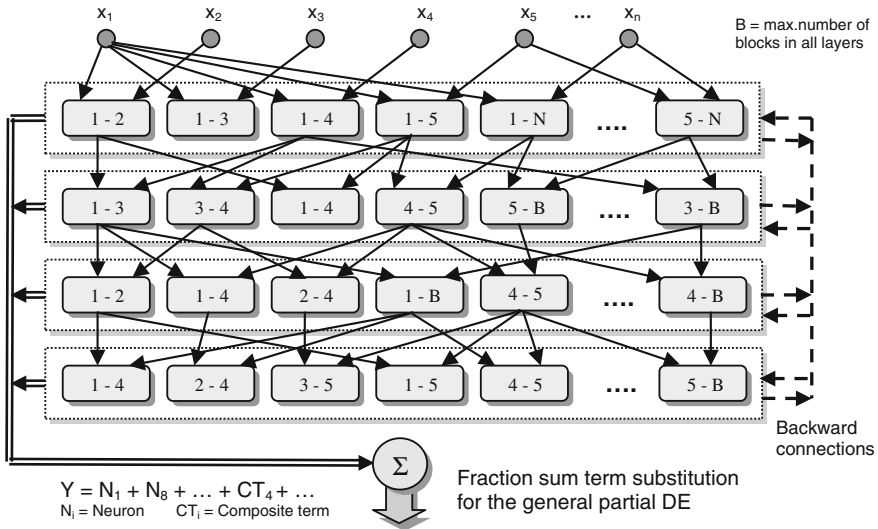 x₁ x₂ x₃ x₄ x₅ ... xₙ
B = max.number of
blocks in all layers
1 - 2 1 - 3 1 - 4 1 - 5 1 - N .... 5 - N
1 - 3 3 - 4 1 - 4 4 - 5 5 - B .... 3 - B
1 - 2 1 - 4 2 - 4 1 - B 4 - 5 .... 4 - B
1 - 4 2 - 4 3 - 5 1 - 5 4 - 5 .... 5 - B
Backward
connections
Σ
Y = N₁ + N₈ + ... + CT₄ + ...
Nᵢ = Neuron CTᵢ = Composite term
Fraction sum term substitution
for the general partial DE